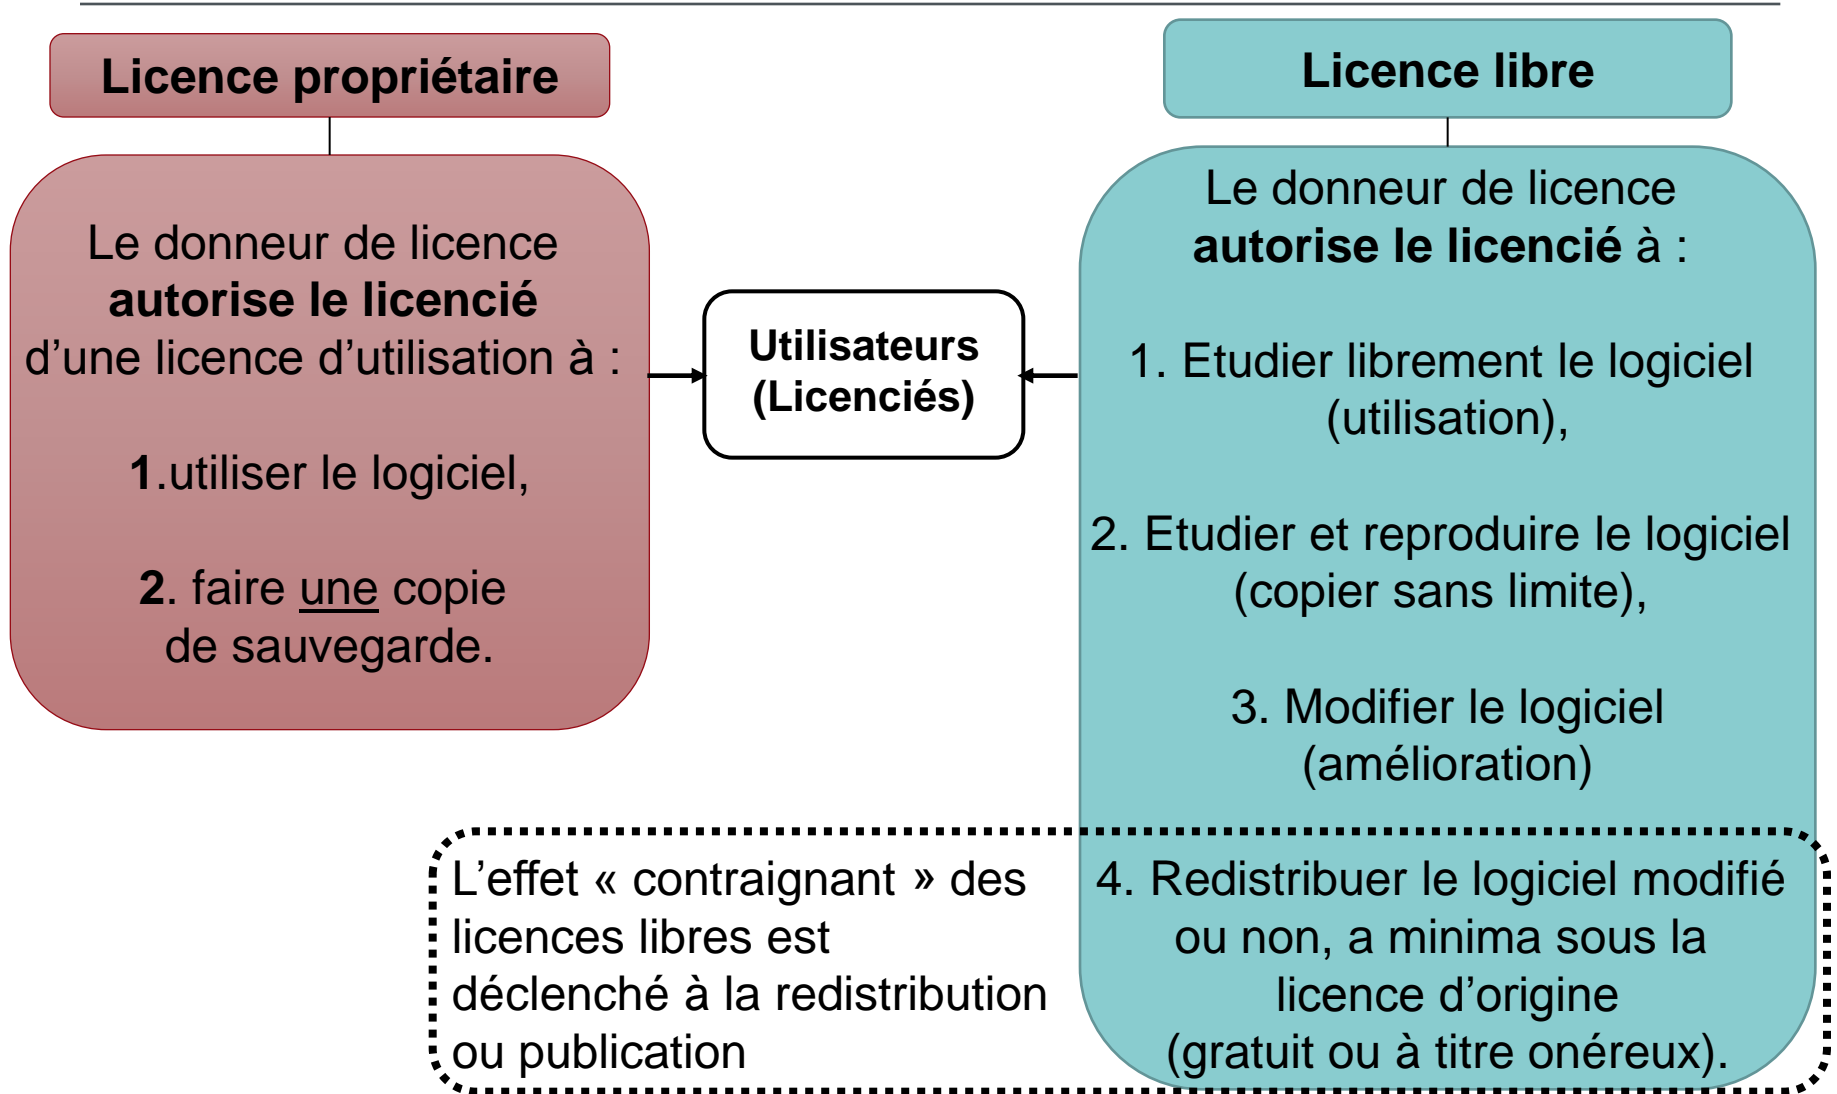 Licence propriétaire
Le donneur de licence
autorise le licencié
d’une licence d’utilisation à :
1.utiliser le logiciel,
2. faire une copie
de sauvegarde.
Utilisateurs
(Licenciés)
Licence libre
Le donneur de licence
autorise le licencié à :
1. Etudier librement le logiciel
(utilisation),
2. Etudier et reproduire le logiciel
(copier sans limite),
3. Modifier le logiciel
(amélioration)
4. Redistribuer le logiciel modifié
ou non, a minima sous la
licence d’origine
(gratuit ou à titre onéreux).
L’effet « contraignant » des
licences libres est
déclenché à la redistribution
ou publication